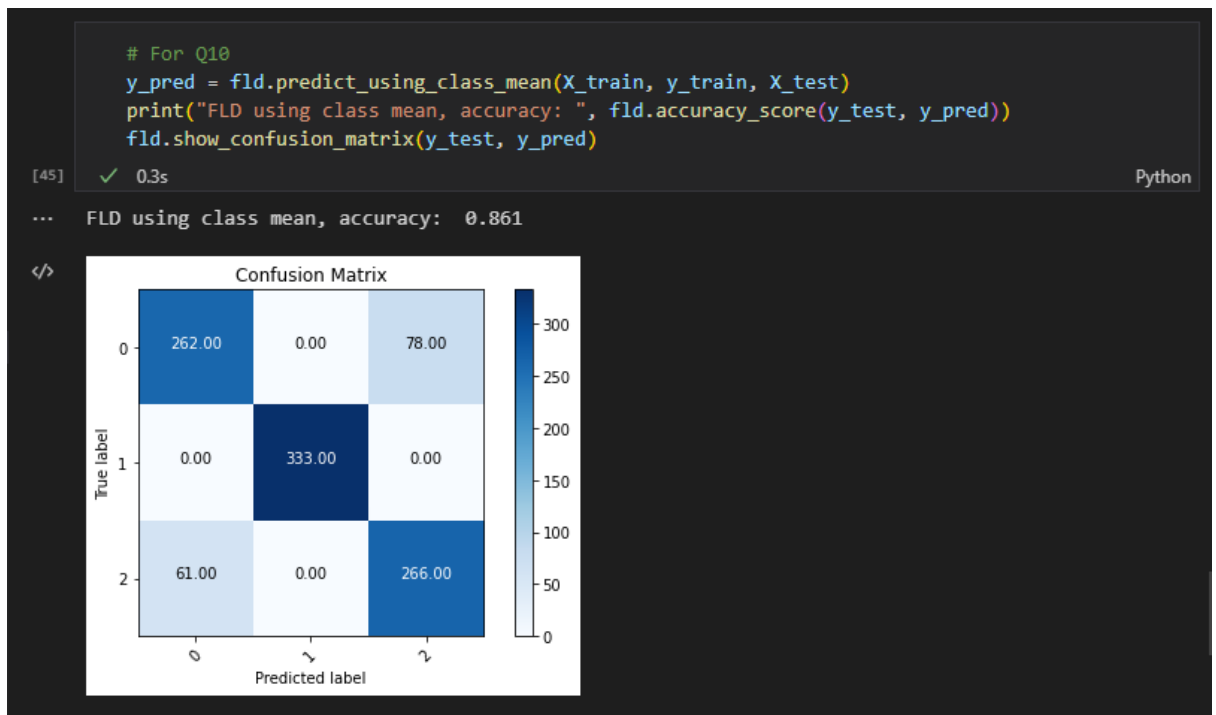 # For Q10
y_pred = fld.predict_using_class_mean(X_train, y_train, X_test)
print("FLD using class mean, accuracy: ", fld.accuracy_score(y_test, y_pred))
fld.show_confusion_matrix(y_test, y_pred)
[45] ✓ 0.3s Python
... FLD using class mean, accuracy:  0.861
</>
Confusion Matrix
0 262.00 0.00 78.00
1 0.00 333.00 0.00
2 61.00 0.00 266.00
True label
0 1 2
Predicted label
300
250
200
150
100
50
0